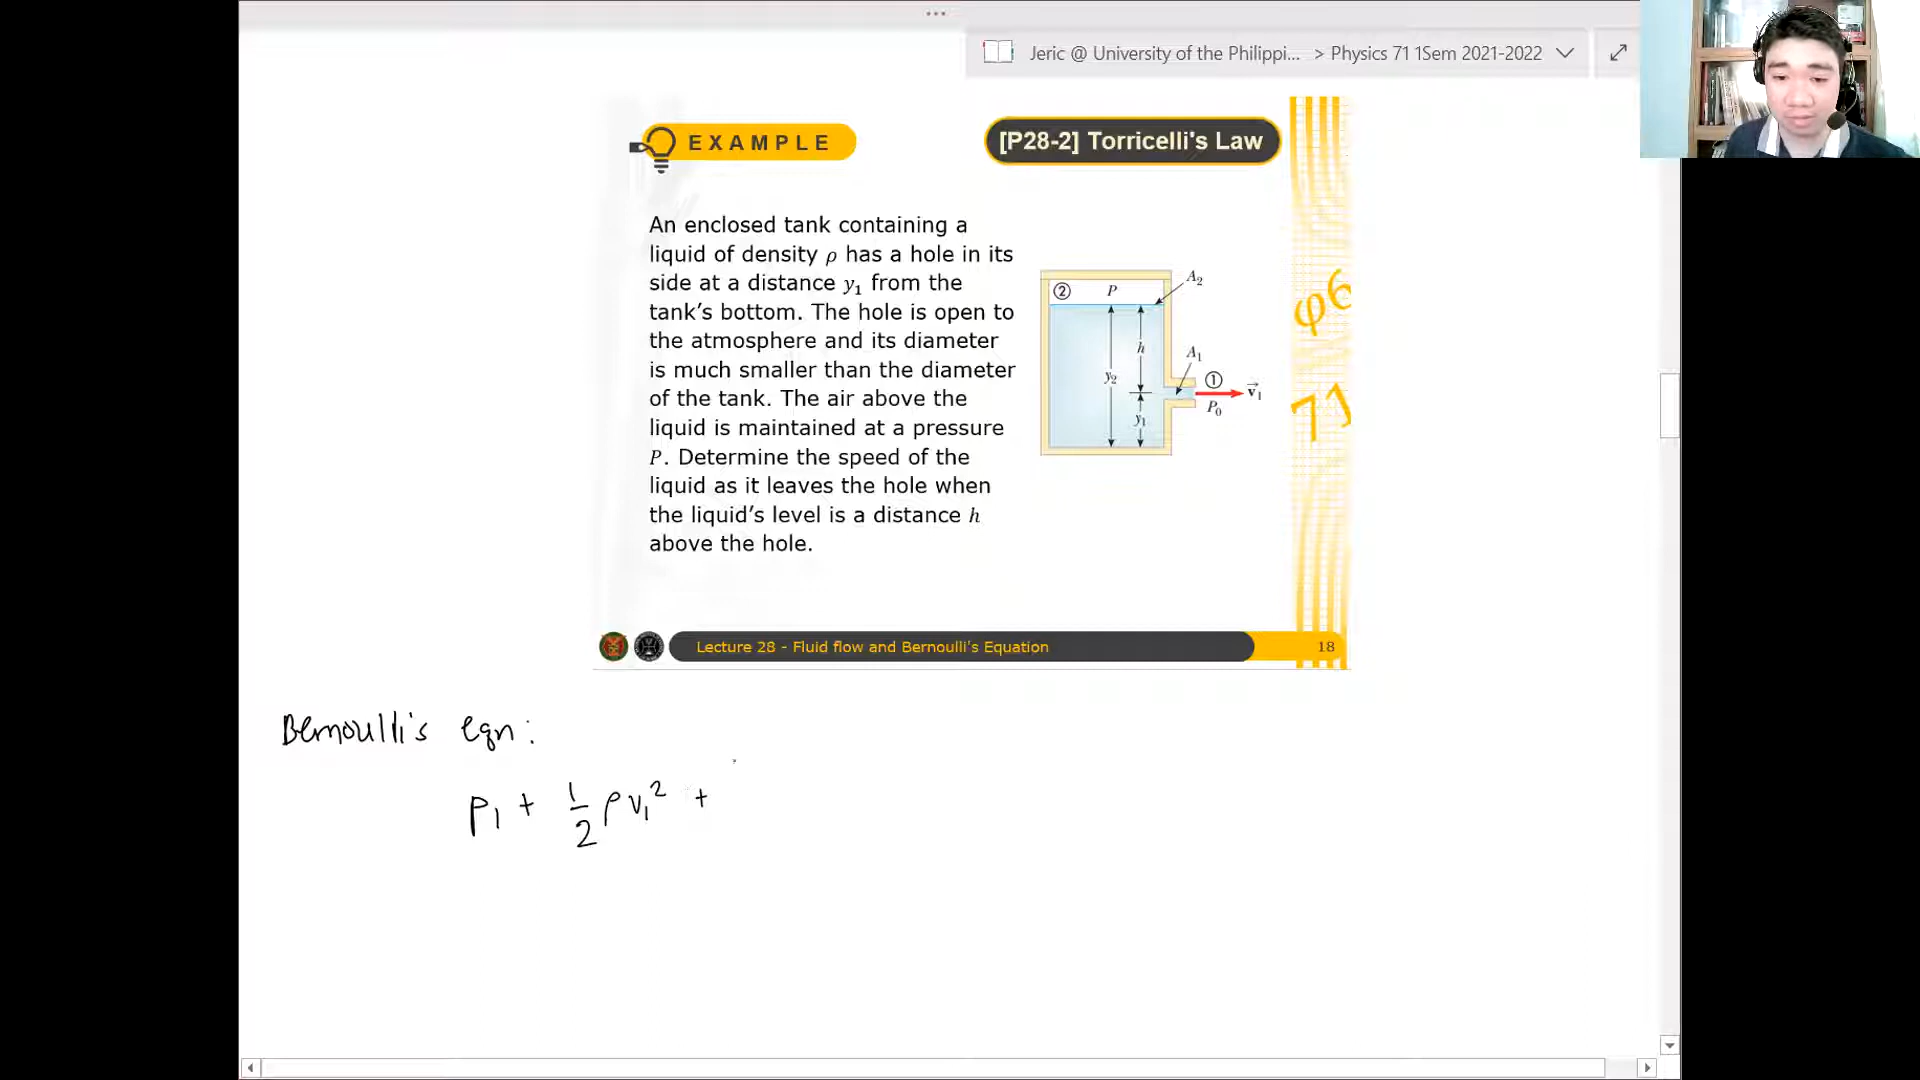 ...
Jeric @ University of the Philippi... > Physics 71 1Sem 2021-2022
EXAMPLE
[P28-2] Torricelli's Law
An enclosed tank containing a
liquid of density ρ has a hole in its
side at a distance y₁ from the
tank’s bottom. The hole is open to
the atmosphere and its diameter
is much smaller than the diameter
of the tank. The air above the
liquid is maintained at a pressure
P. Determine the speed of the
liquid as it leaves the hole when
the liquid’s level is a distance h
above the hole.
② P A₂
h
A₁
y₂ ① v⃗₁
P₀
y₁
φ6
71
Lecture 28 - Fluid flow and Bernoulli's Equation 18
Bernoulli's eqn:
P₁ + 1/2 ρv₁² +